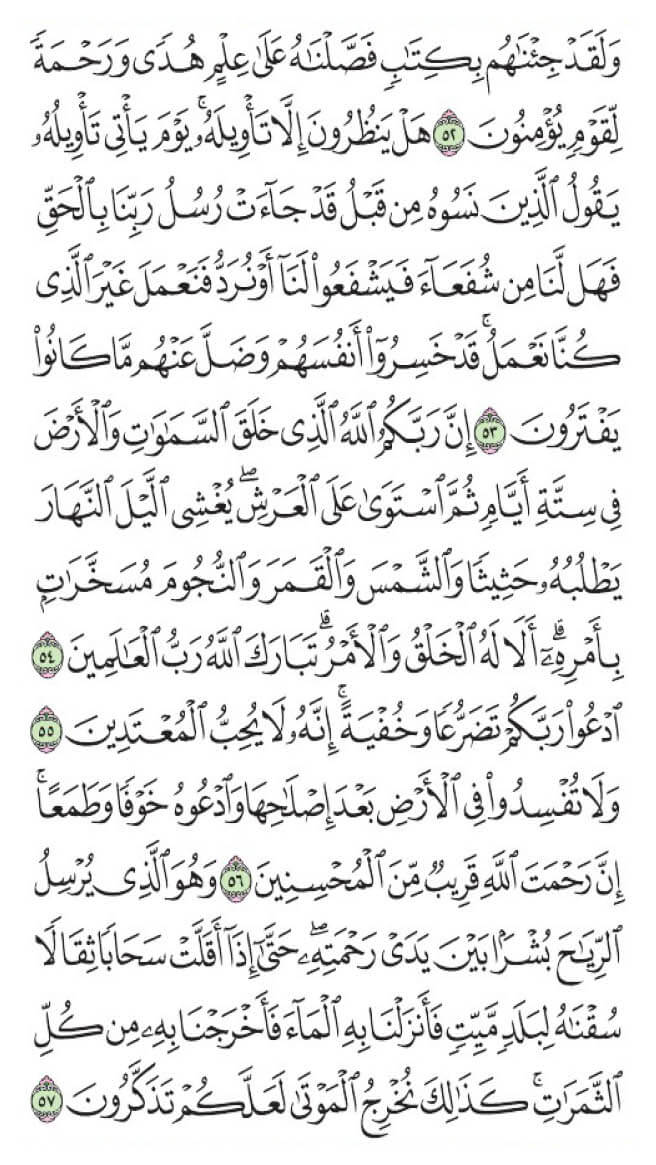 وَلَقَدۡ جِئۡنَٰهُم بِكِتَٰبٖ فَصَّلۡنَٰهُ عَلَىٰ عِلۡمٍ هُدٗى وَرَحۡمَةٗ
لِّقَوۡمٖ يُؤۡمِنُونَ ٥٢ هَلۡ يَنظُرُونَ إِلَّا تَأۡوِيلَهُۥۚ يَوۡمَ يَأۡتِي تَأۡوِيلُهُۥ
يَقُولُ ٱلَّذِينَ نَسُوهُ مِن قَبۡلُ قَدۡ جَآءَتۡ رُسُلُ رَبِّنَا بِٱلۡحَقِّ
فَهَل لَّنَا مِن شُفَعَآءَ فَيَشۡفَعُواْ لَنَآ أَوۡ نُرَدُّ فَنَعۡمَلَ غَيۡرَ ٱلَّذِي
كُنَّا نَعۡمَلُۚ قَدۡ خَسِرُوٓاْ أَنفُسَهُمۡ وَضَلَّ عَنۡهُم مَّا كَانُواْ
يَفۡتَرُونَ ٥٣ إِنَّ رَبَّكُمُ ٱللَّهُ ٱلَّذِي خَلَقَ ٱلسَّمَٰوَٰتِ وَٱلۡأَرۡضَ
فِي سِتَّةِ أَيَّامٖ ثُمَّ ٱسۡتَوَىٰ عَلَى ٱلۡعَرۡشِۖ يُغۡشِي ٱلَّيۡلَ ٱلنَّهَارَ
يَطۡلُبُهُۥ حَثِيثٗا وَٱلشَّمۡسَ وَٱلۡقَمَرَ وَٱلنُّجُومَ مُسَخَّرَٰتِۭ
بِأَمۡرِهِۦٓۗ أَلَا لَهُ ٱلۡخَلۡقُ وَٱلۡأَمۡرُۗ تَبَارَكَ ٱللَّهُ رَبُّ ٱلۡعَٰلَمِينَ ٥٤
ٱدۡعُواْ رَبَّكُمۡ تَضَرُّعٗا وَخُفۡيَةًۚ إِنَّهُۥ لَا يُحِبُّ ٱلۡمُعۡتَدِينَ ٥٥
وَلَا تُفۡسِدُواْ فِي ٱلۡأَرۡضِ بَعۡدَ إِصۡلَٰحِهَا وَٱدۡعُوهُ خَوۡفٗا وَطَمَعًاۚ
إِنَّ رَحۡمَتَ ٱللَّهِ قَرِيبٞ مِّنَ ٱلۡمُحۡسِنِينَ ٥٦ وَهُوَ ٱلَّذِي يُرۡسِلُ
ٱلرِّيَٰحَ بُشۡرَۢا بَيۡنَ يَدَيۡ رَحۡمَتِهِۦۖ حَتَّىٰٓ إِذَآ أَقَلَّتۡ سَحَابٗا ثِقَالٗا
سُقۡنَٰهُ لِبَلَدٖ مَّيِّتٖ فَأَنزَلۡنَا بِهِ ٱلۡمَآءَ فَأَخۡرَجۡنَا بِهِۦ مِن كُلِّ
ٱلثَّمَرَٰتِۚ كَذَٰلِكَ نُخۡرِجُ ٱلۡمَوۡتَىٰ لَعَلَّكُمۡ تَذَكَّرُونَ ٥٧